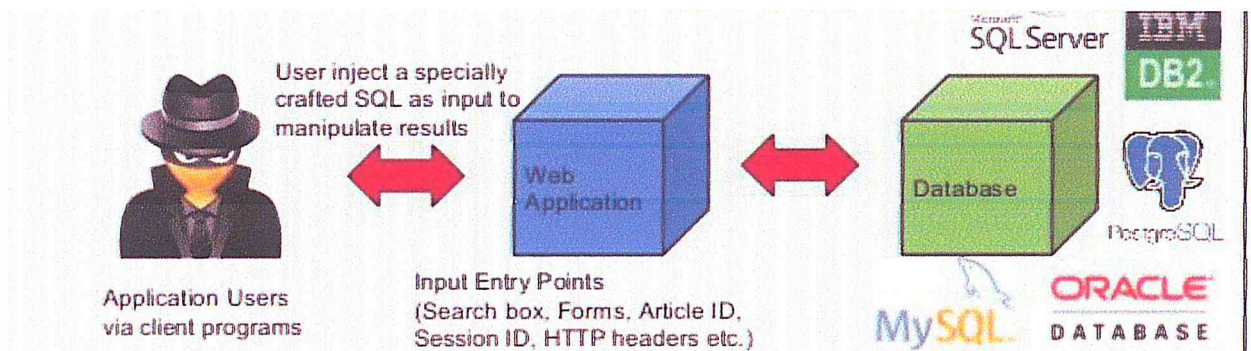 User inject a specially
crafted SQL as input to
manipulate results
Web
Application
Database
Application Users
via client programs
Input Entry Points
(Search box, Forms, Article ID,
Session ID, HTTP headers etc.)
Microsoft
SQL Server
IBM
DB2
PostgreSQL
MySQL
ORACLE
DATABASE